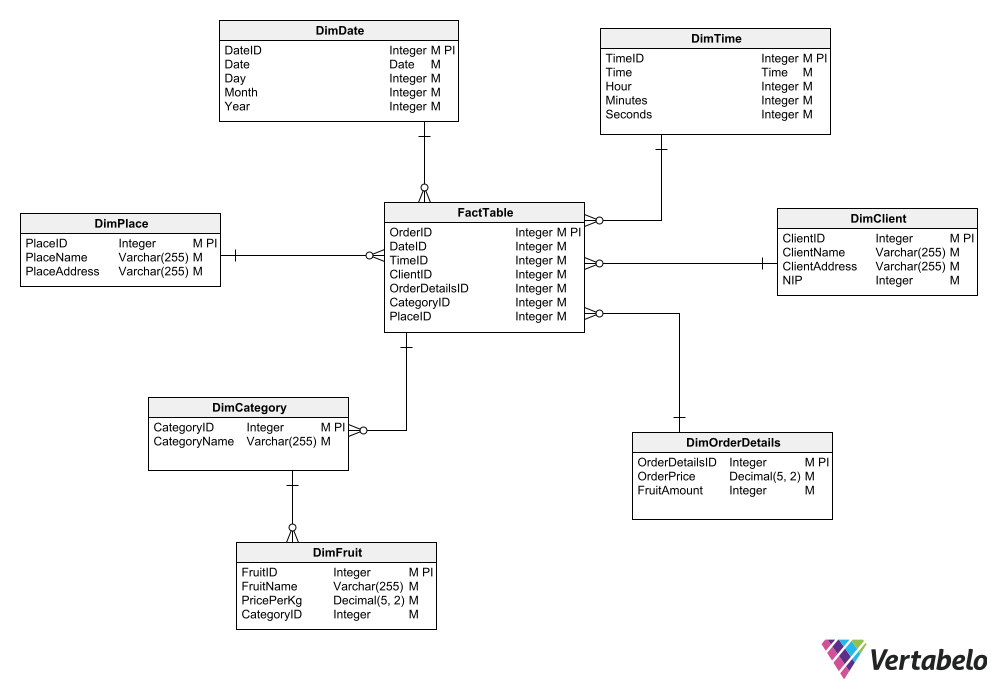 DimDate
DateID Integer M PI
Date Date M
Day Integer M
Month Integer M
Year Integer M
DimTime
TimeID Integer M PI
Time Time M
Hour Integer M
Minutes Integer M
Seconds Integer M
DimPlace
PlaceID Integer M PI
PlaceName Varchar(255) M
PlaceAddress Varchar(255) M
FactTable
OrderID Integer M PI
DateID Integer M
TimeID Integer M
ClientID Integer M
OrderDetailsID Integer M
CategoryID Integer M
PlaceID Integer M
DimClient
ClientID Integer M PI
ClientName Varchar(255) M
ClientAddress Varchar(255) M
NIP Integer M
DimCategory
CategoryID Integer M PI
CategoryName Varchar(255) M
DimOrderDetails
OrderDetailsID Integer M PI
OrderPrice Decimal(5, 2) M
FruitAmount Integer M
DimFruit
FruitID Integer M PI
FruitName Varchar(255) M
PricePerKg Decimal(5, 2) M
CategoryID Integer M
Vertabelo